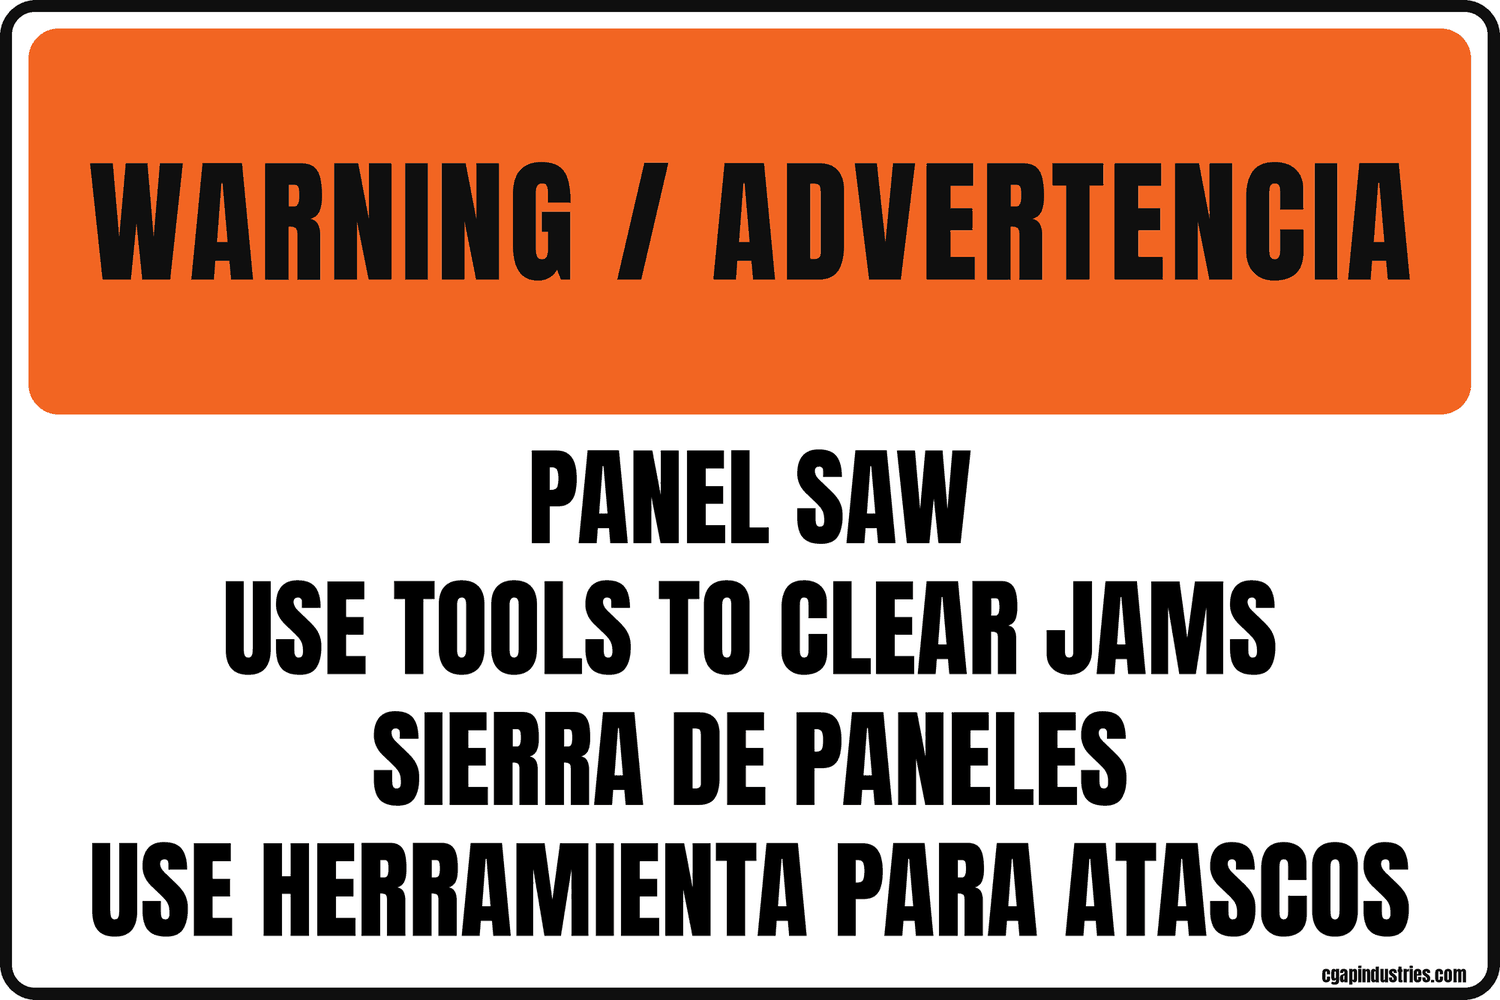 WARNING / ADVERTENCIA
PANEL SAW
USE TOOLS TO CLEAR JAMS
SIERRA DE PANELES
USE HERRAMIENTA PARA ATASCOS
cgapindustries.com